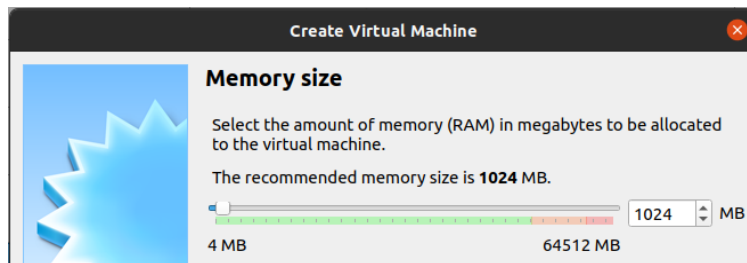 Create Virtual Machine
Memory size
Select the amount of memory (RAM) in megabytes to be allocated
to the virtual machine.
The recommended memory size is 1024 MB.
1024 MB
4 MB 64512 MB